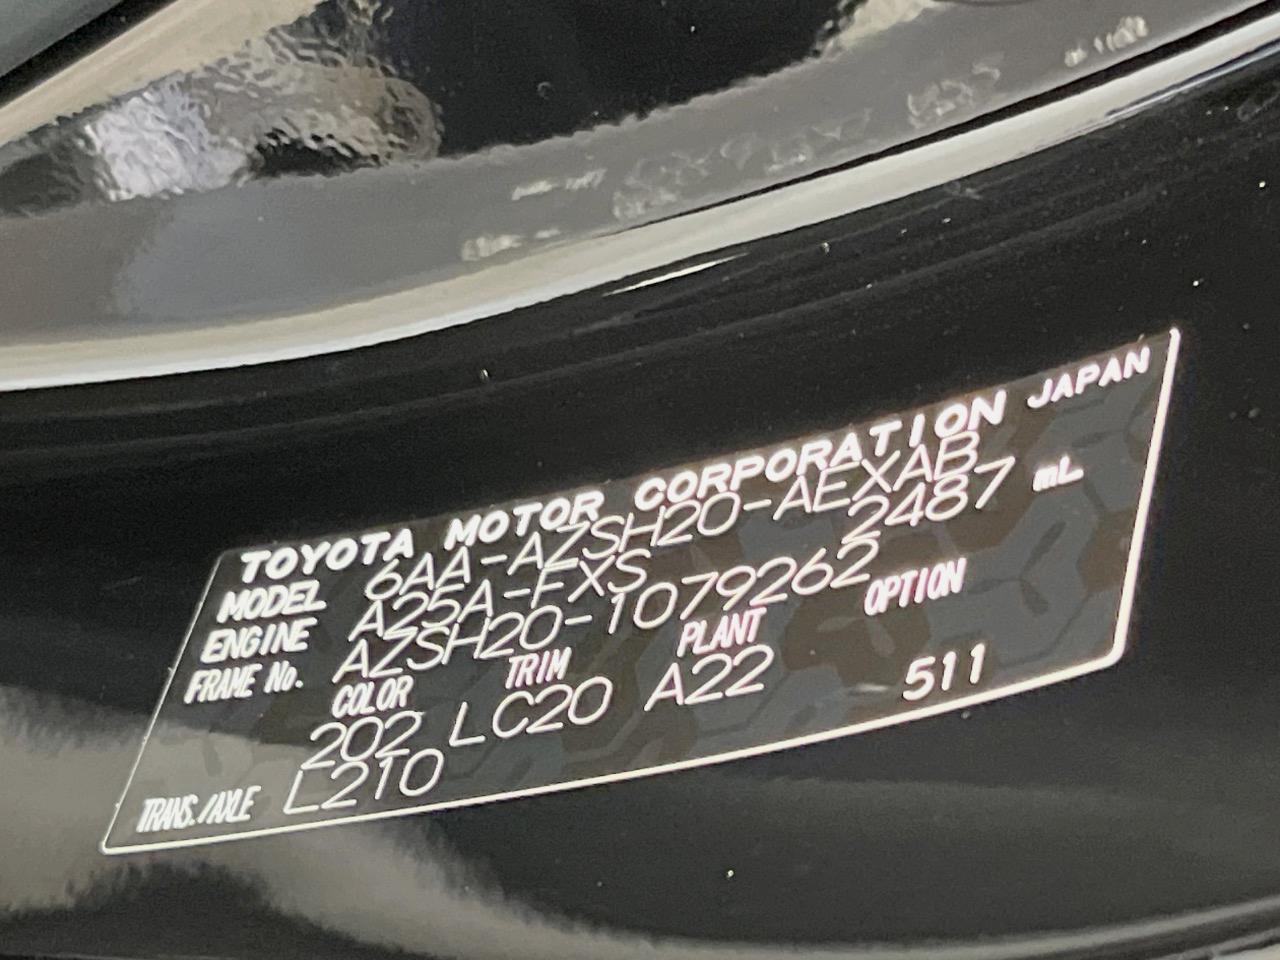 TOYOTA MOTOR CORPORATION JAPAN
MODEL 6AA-AZSH20-AEXAB
ENGINE A25A-FXS 2487 mL
FRAME No. AZSH20-1079262
COLOR TRIM PLANT OPTION
202 LC20 A22 511
TRANS./AXLE L210